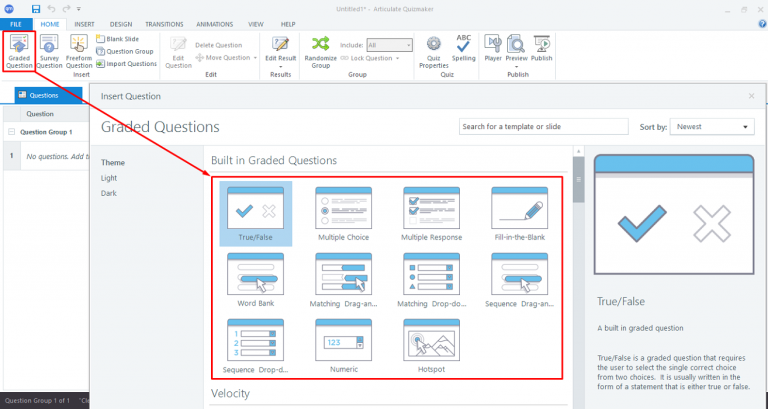 Untitled1* - Articulate Quizmaker
FILE HOME INSERT DESIGN TRANSITIONS ANIMATIONS VIEW HELP
Graded Question
Survey Question
Freeform Question
Blank Slide
Question Group
Import Questions
Insert
Edit Question
Delete Question
Move Question
Edit
Edit Result
Results
Randomize Group
Include: All
Lock Question
Group
Quiz Properties
ABC
Spelling
Quiz
Player
Preview
Publish
Publish
Questions
Question
Question Group 1
1 No questions. Add t
Insert Question
Graded Questions
Search for a template or slide
Sort by: Newest
Theme
Light
Dark
Built in Graded Questions
True/False
Multiple Choice
Multiple Response
Fill-in-the-Blank
Word Bank
Matching Drag-an...
Matching Drop-do...
Sequence Drag-an...
1
2
3
Sequence Drop-d...
123
Numeric
Hotspot
Velocity
True/False
A built in graded question
True/False is a graded question that requires
the user to select the single correct choice
from two choices. It is usually written in the
form of a statement that is either true or false.
Question Group 1 of 1